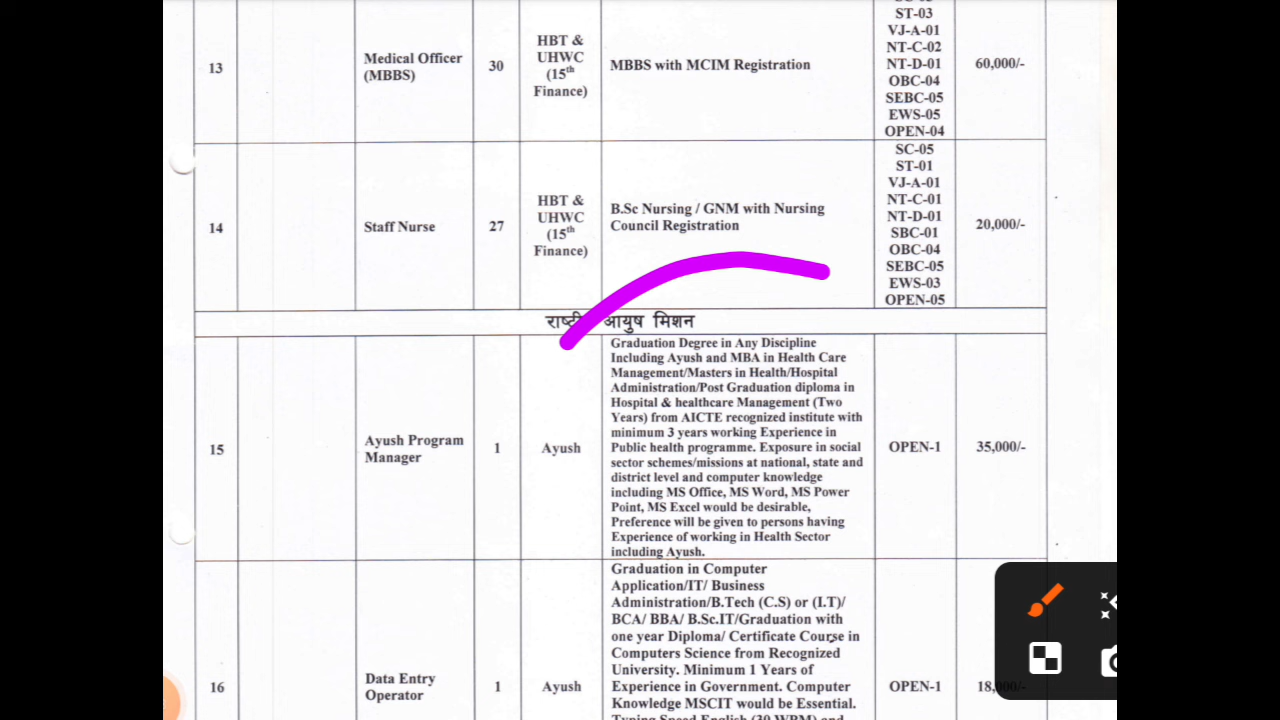 ST-03
VJ-A-01
NT-C-02
NT-D-01
OBC-04
SEBC-05
EWS-05
OPEN-04
13
Medical Officer
(MBBS)
30
HBT &
UHWC
(15th
Finance)
MBBS with MCIM Registration
60,000/-
14
Staff Nurse
27
HBT &
UHWC
(15th
Finance)
B.Sc Nursing / GNM with Nursing
Council Registration
SC-05
ST-01
VJ-A-01
NT-C-01
NT-D-01
SBC-01
OBC-04
SEBC-05
EWS-03
OPEN-05
20,000/-
आयुष मिशन
15
Ayush Program
Manager
1
Ayush
Graduation Degree in Any Discipline
Including Ayush and MBA in Health Care
Management/Masters in Health/Hospital
Administration/Post Graduation diploma in
Hospital & healthcare Management (Two
Years) from AICTE recognized institute with
minimum 3 years working Experience in
Public health programme. Exposure in social
sector schemes/missions at national, state and
district level and computer knowledge
including MS Office, MS Word, MS Power
Point, MS Excel would be desirable,
Preference will be given to persons having
Experience of working in Health Sector
including Ayush.
OPEN-1
35,000/-
16
Data Entry
Operator
1
Ayush
Graduation in Computer
Application/IT/ Business
Administration/B.Tech (C.S) or (I.T)/
BCA/ BBA/ B.Sc.IT/Graduation with
one year Diploma/ Certificate Course in
Computers Science from Recognized
University. Minimum 1 Years of
Experience in Government. Computer
Knowledge MSCIT would be Essential.
Typing Speed English (30 WPM) and
OPEN-1
18,000/-